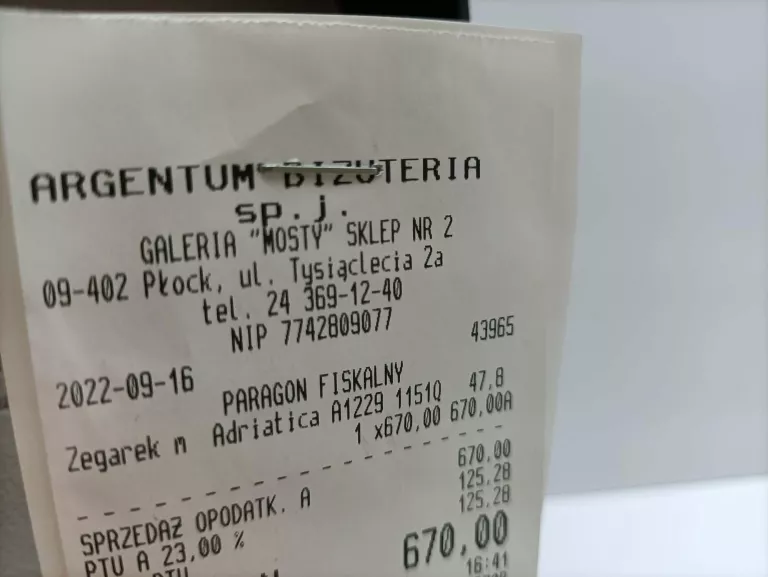 ARGENTUM BIZUTERIA
sp.j.
GALERIA "MOSTY" SKLEP NR 2
09-402 Płock, ul. Tysiąclecia 2a
tel. 24 369-12-40
NIP 7742809077
2022-09-16 43965
PARAGON FISKALNY
Zegarek m Adriatica A1229 1151Q 47,8
1 x670,00 670,00A
SPRZEDAŻ OPODATK. A 670,00
PTU A 23,00 % 125,28
PTU 125,28
670,00
16:41